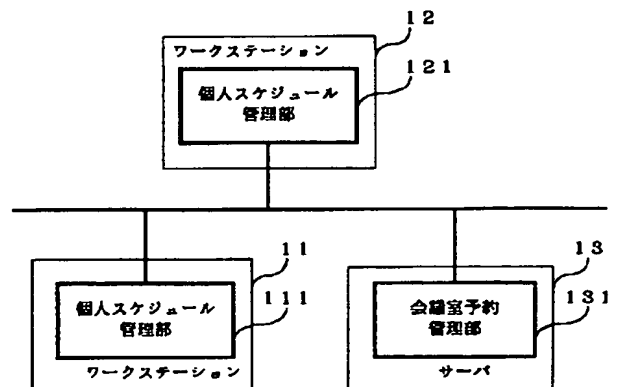 ワークステーション
12
個人スケジュール
管理部
121
11
個人スケジュール
管理部
111
ワークステーション
13
会議室予約
管理部
131
サーバ